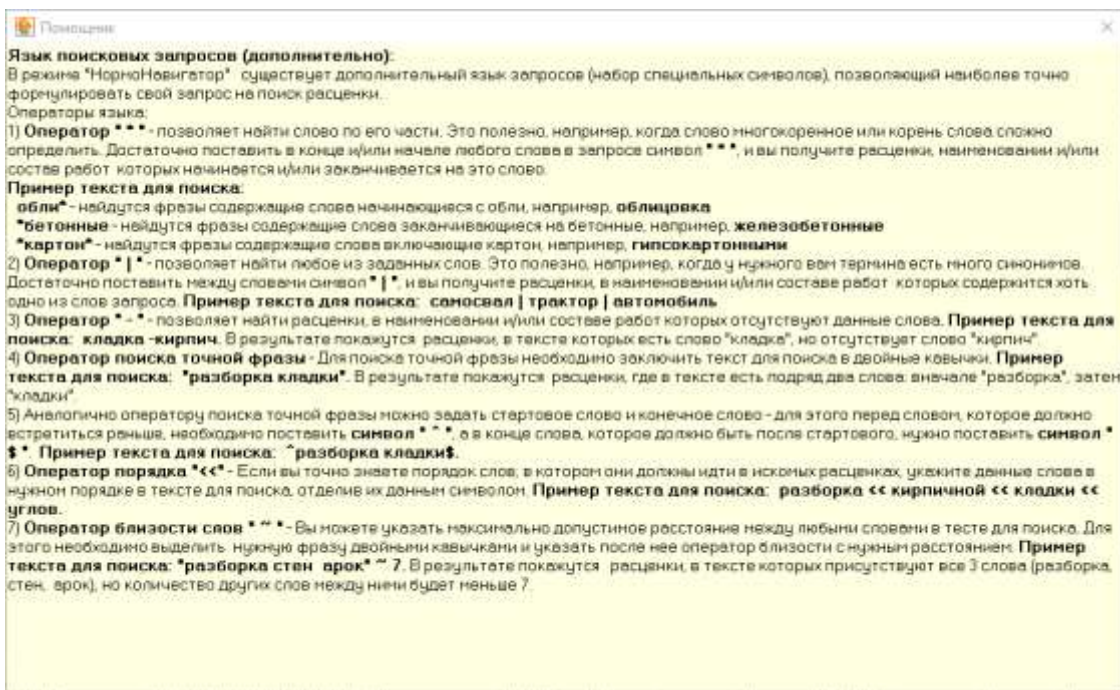 Помощник
Язык поисковых запросов (дополнительно):
В режиме "НормоНавигатор" существует дополнительный язык запросов (набор специальных символов), позволяющий наиболее точно
формулировать свой запрос на поиск расценки.
Операторы языка:
1) Оператор " * " - позволяет найти слово по его части. Это полезно, например, когда слово многокоренное или корень слова сложно
определить. Достаточно поставить в конце и/или начале любого слова в запросе символ " * ", и вы получите расценки, наименовании и/или
состав работ которых начинается и/или заканчивается на это слово.
Пример текста для поиска:
обли* - найдутся фразы содержащие слова начинающиеся с обли, например, облицовка
*бетонные - найдутся фразы содержащие слова заканчивающиеся на бетонные, например, железобетонные
*картон* - найдутся фразы содержащие слова включающие картон, например, гипсокартонными
2) Оператор " | " - позволяет найти любое из заданных слов. Это полезно, например, когда у нужного вам термина есть много синонимов.
Достаточно поставить между словами символ " | ", и вы получите расценки, в наименовании и/или составе работ которых содержится хоть
одно из слов запроса. Пример текста для поиска: самосвал | трактор | автомобиль
3) Оператор " - " - позволяет найти расценки, в наименовании и/или составе работ которых отсутствуют данные слова. Пример текста для
поиска: кладка -кирпич. В результате покажутся расценки, в тексте которых есть слово "кладка", но отсутствует слово "кирпич".
4) Оператор поиска точной фразы - Для поиска точной фразы необходимо заключить текст для поиска в двойные кавычки. Пример
текста для поиска: "разборка кладки". В результате покажутся расценки, где в тексте есть подряд два слова: вначале "разборка", затем
"кладки"
5) Аналогично оператору поиска точной фразы можно задать стартовое слово и конечное слово - для этого перед словом, которое должно
встретиться раньше, необходимо поставить символ " ^ ", а в конце слова, которое должно быть после стартового, нужно поставить символ "
$ ". Пример текста для поиска: ^разборка кладки$.
6) Оператор порядка "<<" - Если вы точно знаете порядок слов, в котором они должны идти в искомых расценках, укажите данные слова в
нужном порядке в тексте для поиска, отделив их данным символом. Пример текста для поиска: разборка << кирпичной << кладки <<
углов.
7) Оператор близости слов " ~ " - Вы можете указать максимально допустимое расстояние между любыми словами в тесте для поиска. Для
этого необходимо выделить нужную фразу двойными кавычками и указать после нее оператор близости с нужным расстоянием. Пример
текста для поиска: "разборка стен арок" ~ 7. В результате покажутся расценки, в тексте которых присутствуют все 3 слова (разборка,
стен, арок), но количество других слов между ними будет меньше 7.